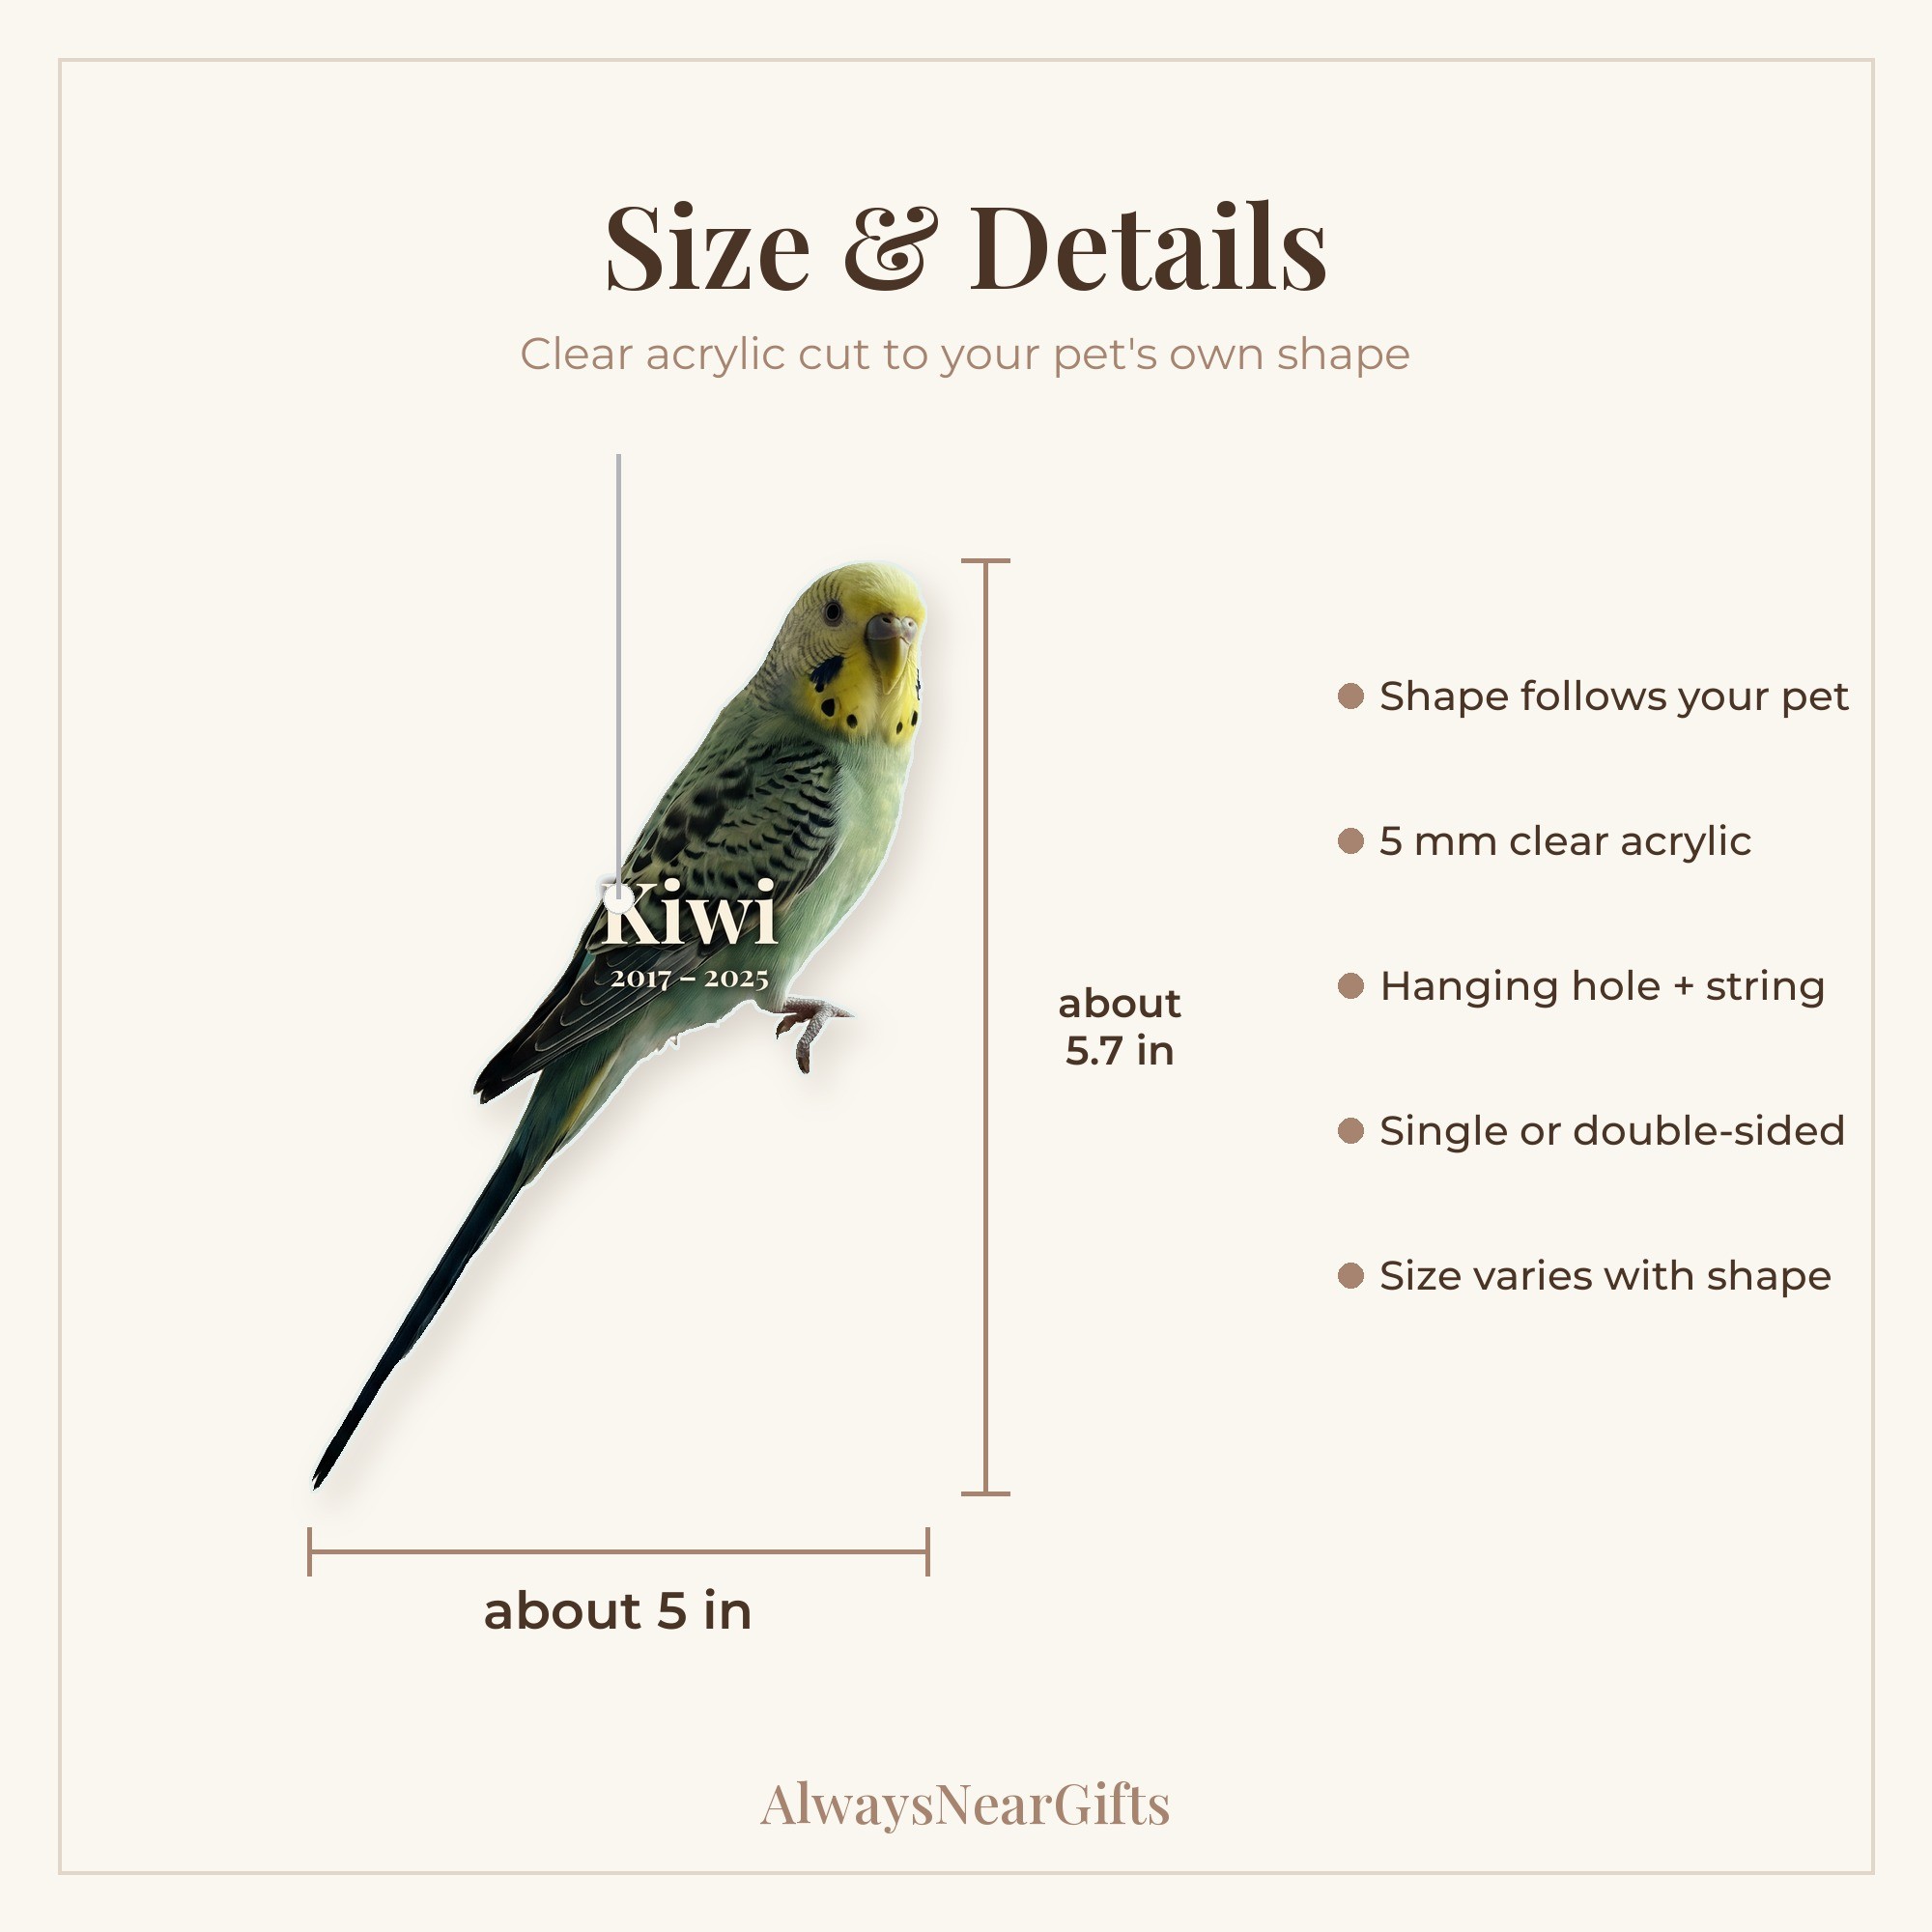 Size & Details
Clear acrylic cut to your pet's own shape
Kiwi
2017 – 2025
about
5.7 in
Shape follows your pet
5 mm clear acrylic
Hanging hole + string
Single or double-sided
Size varies with shape
about 5 in
AlwaysNearGifts